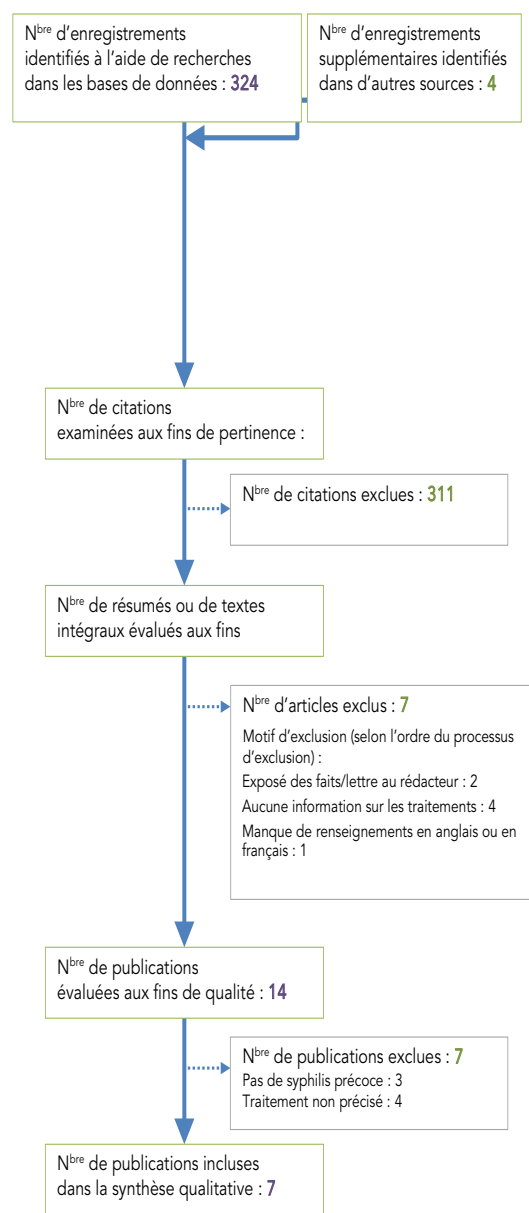 Nbre d’enregistrements
identifiés à l’aide de recherches
dans les bases de données : 324
Nbre d’enregistrements
supplémentaires identifiés
dans d’autres sources : 4
Nbre de citations
examinées aux fins de pertinence :
Nbre de citations exclues : 311
Nbre de résumés ou de textes
intégraux évalués aux fins
Nbre d’articles exclus : 7
Motif d’exclusion (selon l’ordre du processus
d’exclusion) :
Exposé des faits/lettre au rédacteur : 2
Aucune information sur les traitements : 4
Manque de renseignements en anglais ou en
français : 1
Nbre de publications
évaluées aux fins de qualité : 14
Nbre de publications exclues : 7
Pas de syphilis précoce : 3
Traitement non précisé : 4
Nbre de publications incluses
dans la synthèse qualitative : 7